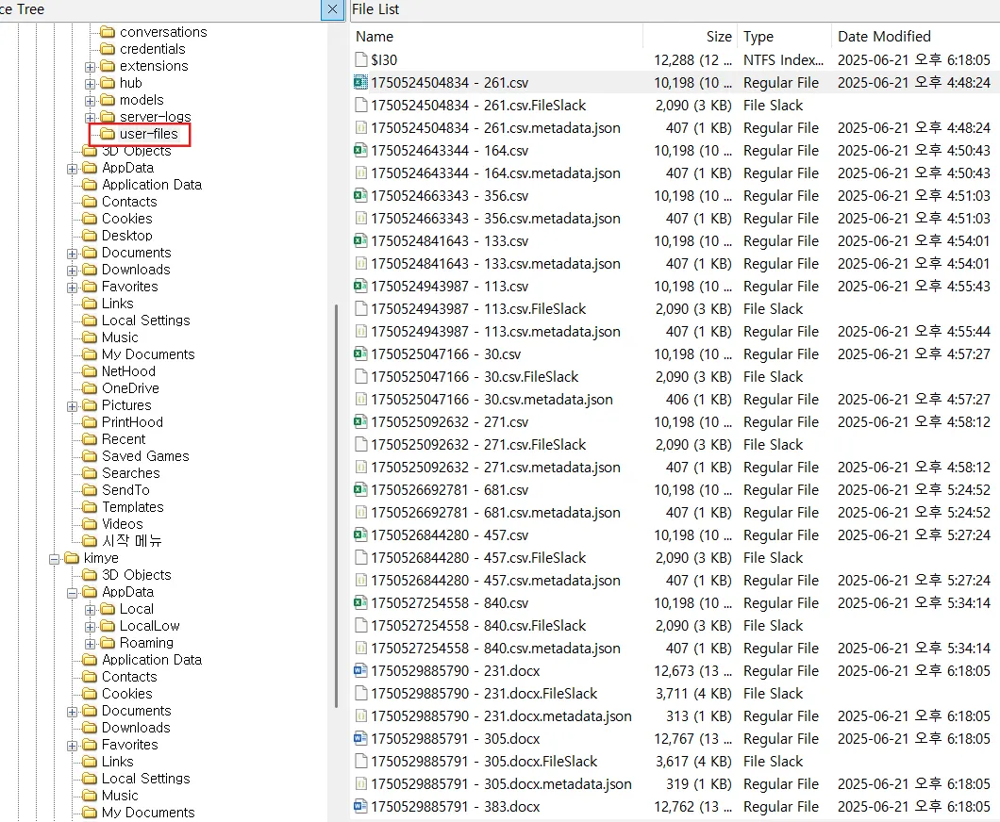 ce Tree
conversations
credentials
extensions
hub
models
server-logs
user-files
3D Objects
AppData
Application Data
Contacts
Cookies
Desktop
Documents
Downloads
Favorites
Links
Local Settings
Music
My Documents
NetHood
OneDrive
Pictures
PrintHood
Recent
Saved Games
Searches
SendTo
Templates
Videos
시작 메뉴
kimye
3D Objects
AppData
Local
LocalLow
Roaming
Application Data
Contacts
Cookies
Documents
Downloads
Favorites
Links
Local Settings
Music
My Documents
File List
Name Size Type Date Modified
$I30 12,288 (12 ... NTFS Index... 2025-06-21 오후 6:18:05
1750524504834 - 261.csv 10,198 (10 ... Regular File 2025-06-21 오후 4:48:24
1750524504834 - 261.csv.FileSlack 2,090 (3 KB) File Slack
1750524504834 - 261.csv.metadata.json 407 (1 KB) Regular File 2025-06-21 오후 4:48:24
1750524643344 - 164.csv 10,198 (10 ... Regular File 2025-06-21 오후 4:50:43
1750524643344 - 164.csv.metadata.json 407 (1 KB) Regular File 2025-06-21 오후 4:50:43
1750524663343 - 356.csv 10,198 (10 ... Regular File 2025-06-21 오후 4:51:03
1750524663343 - 356.csv.metadata.json 407 (1 KB) Regular File 2025-06-21 오후 4:51:03
1750524841643 - 133.csv 10,198 (10 ... Regular File 2025-06-21 오후 4:54:01
1750524841643 - 133.csv.metadata.json 407 (1 KB) Regular File 2025-06-21 오후 4:54:01
1750524943987 - 113.csv 10,198 (10 ... Regular File 2025-06-21 오후 4:55:43
1750524943987 - 113.csv.FileSlack 2,090 (3 KB) File Slack
1750524943987 - 113.csv.metadata.json 407 (1 KB) Regular File 2025-06-21 오후 4:55:44
1750525047166 - 30.csv 10,198 (10 ... Regular File 2025-06-21 오후 4:57:27
1750525047166 - 30.csv.FileSlack 2,090 (3 KB) File Slack
1750525047166 - 30.csv.metadata.json 406 (1 KB) Regular File 2025-06-21 오후 4:57:27
1750525092632 - 271.csv 10,198 (10 ... Regular File 2025-06-21 오후 4:58:12
1750525092632 - 271.csv.FileSlack 2,090 (3 KB) File Slack
1750525092632 - 271.csv.metadata.json 407 (1 KB) Regular File 2025-06-21 오후 4:58:12
1750526692781 - 681.csv 10,198 (10 ... Regular File 2025-06-21 오후 5:24:52
1750526692781 - 681.csv.metadata.json 407 (1 KB) Regular File 2025-06-21 오후 5:24:52
1750526844280 - 457.csv 10,198 (10 ... Regular File 2025-06-21 오후 5:27:24
1750526844280 - 457.csv.FileSlack 2,090 (3 KB) File Slack
1750526844280 - 457.csv.metadata.json 407 (1 KB) Regular File 2025-06-21 오후 5:27:24
1750527254558 - 840.csv 10,198 (10 ... Regular File 2025-06-21 오후 5:34:14
1750527254558 - 840.csv.FileSlack 2,090 (3 KB) File Slack
1750527254558 - 840.csv.metadata.json 407 (1 KB) Regular File 2025-06-21 오후 5:34:14
1750529885790 - 231.docx 12,673 (13 ... Regular File 2025-06-21 오후 6:18:05
1750529885790 - 231.docx.FileSlack 3,711 (4 KB) File Slack
1750529885790 - 231.docx.metadata.json 313 (1 KB) Regular File 2025-06-21 오후 6:18:05
1750529885791 - 305.docx 12,767 (13 ... Regular File 2025-06-21 오후 6:18:05
1750529885791 - 305.docx.FileSlack 3,617 (4 KB) File Slack
1750529885791 - 305.docx.metadata.json 319 (1 KB) Regular File 2025-06-21 오후 6:18:05
1750529885791 - 383.docx 12,762 (13 ... Regular File 2025-06-21 오후 6:18:05